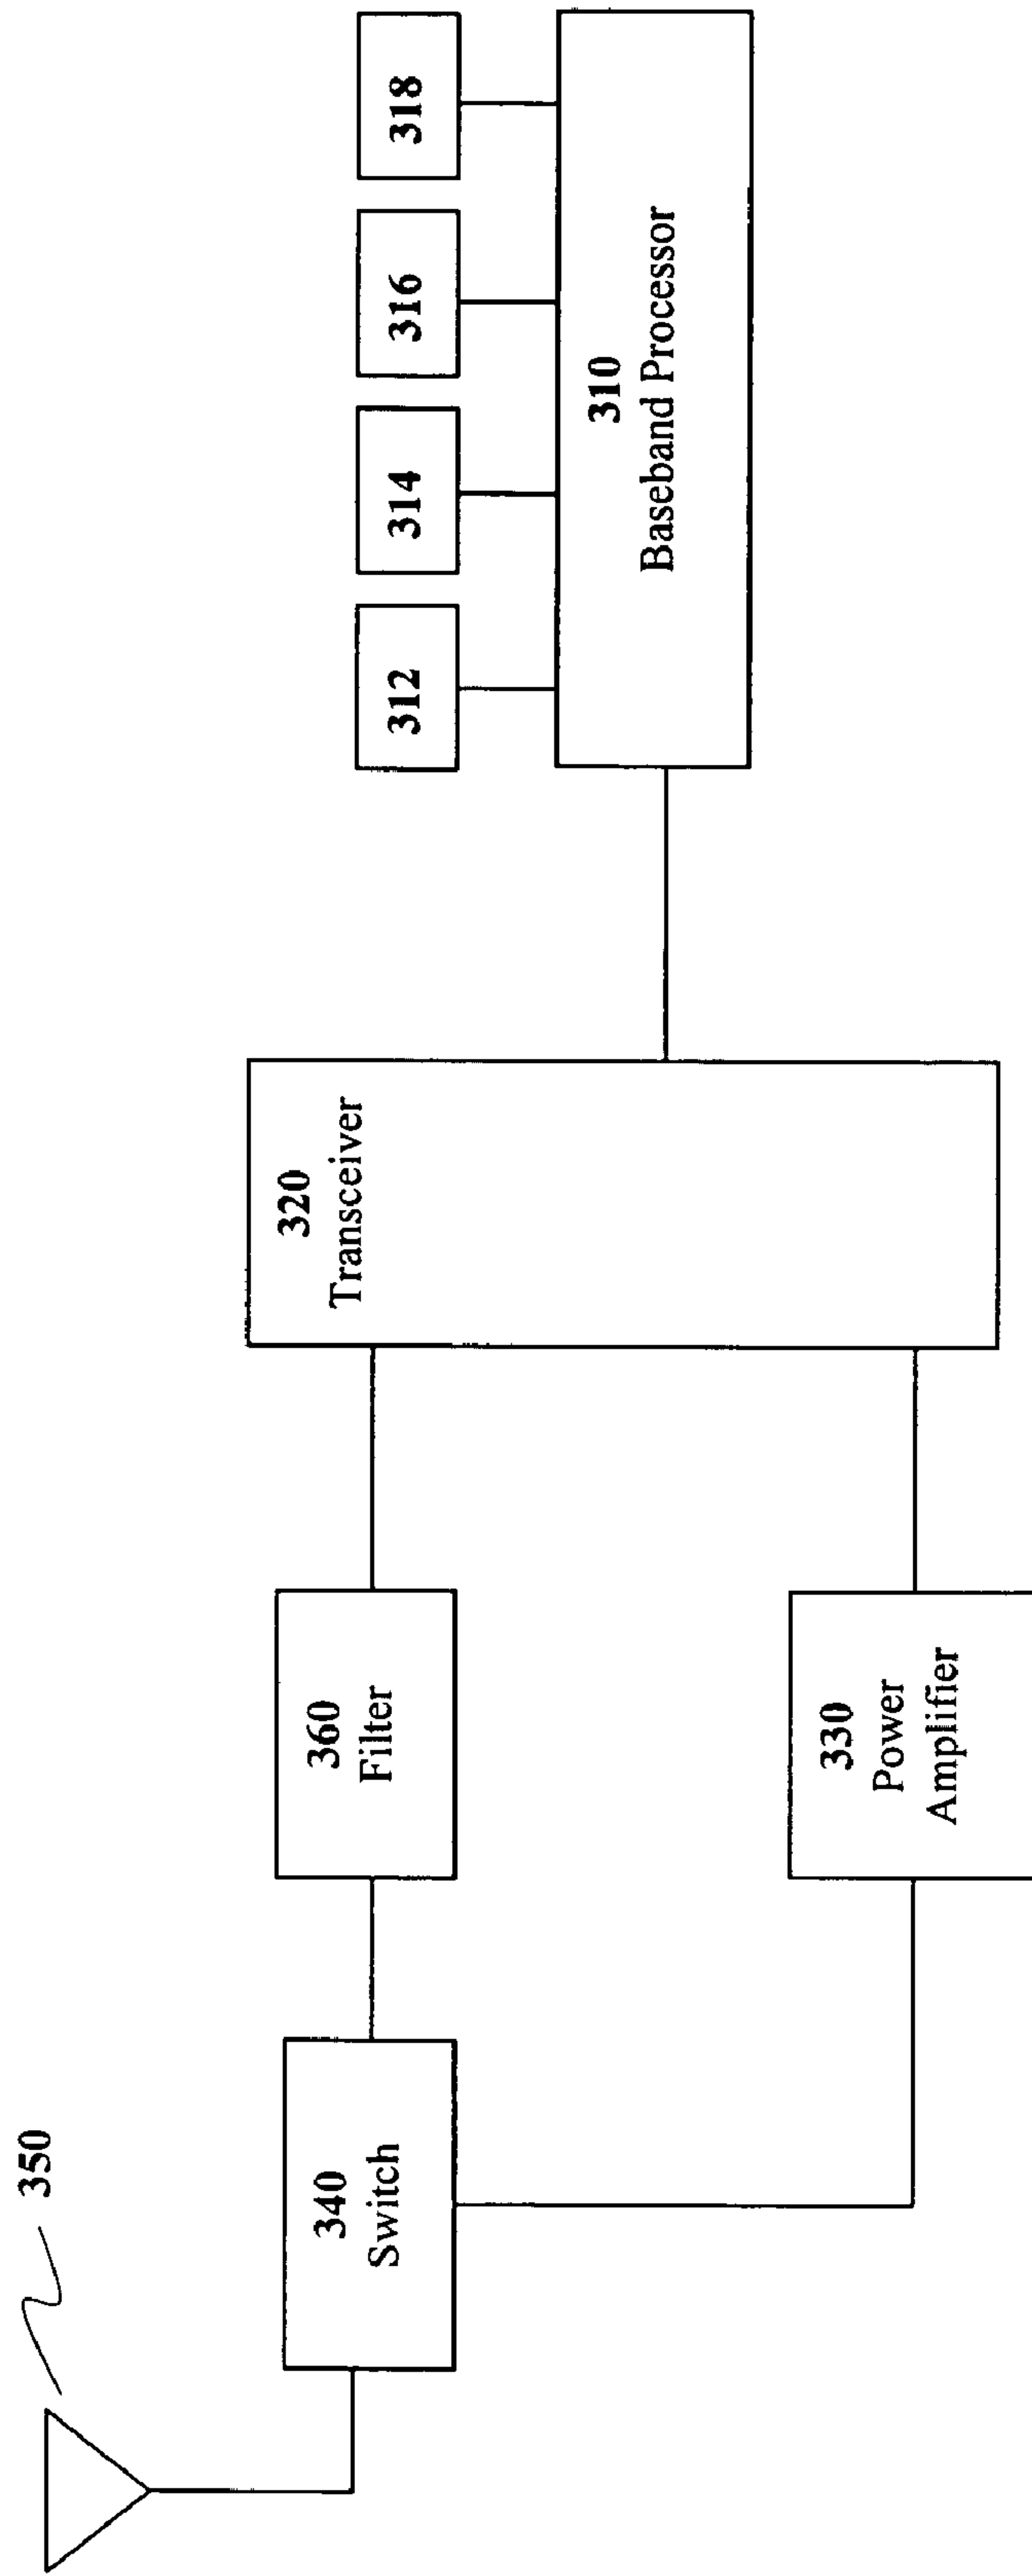 350
340
Switch
360
Filter
330
Power
Amplifier
320
Transceiver
312
314
316
318
310
Baseband Processor